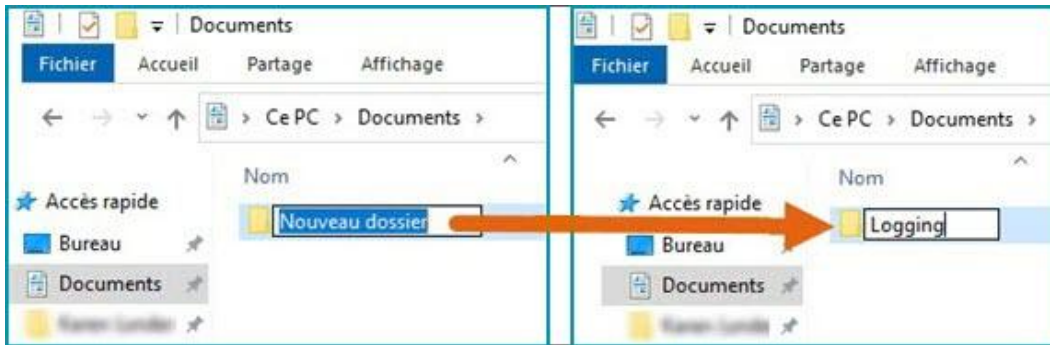 Documents
Fichier Accueil Partage Affichage
Ce PC > Documents >
Nom
Accès rapide
Nouveau dossier
Bureau
Documents
Documents
Fichier Accueil Partage Affichage
Ce PC > Documents >
Nom
Accès rapide
Logging
Bureau
Documents